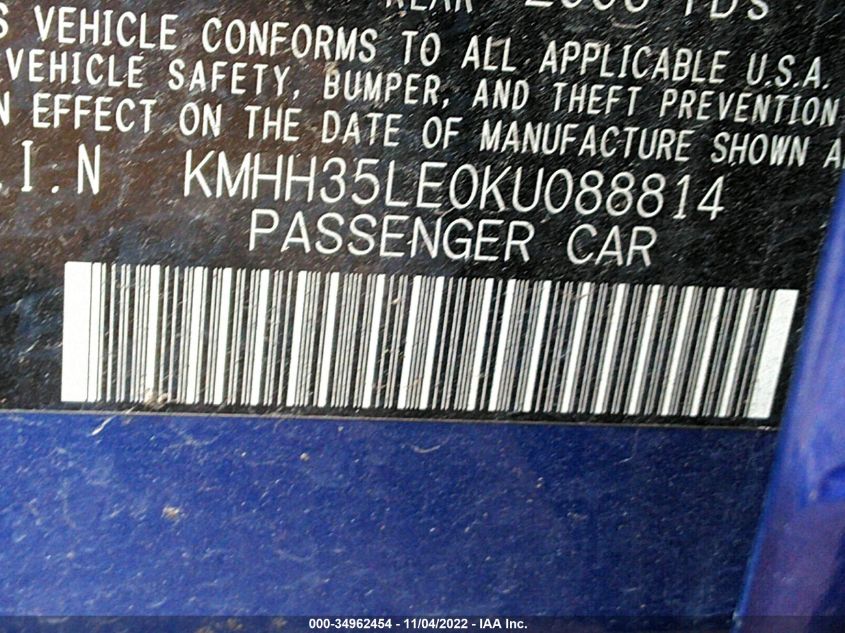 VEHICLE CONFORMS TO ALL APPLICABLE U.S.A.
VEHICLE SAFETY, BUMPER, AND THEFT PREVENTION
EFFECT ON THE DATE OF MANUFACTURE SHOWN
.I.N KMHH35LE0KU088814
PASSENGER CAR
000-34962454 - 11/04/2022 - IAA Inc.